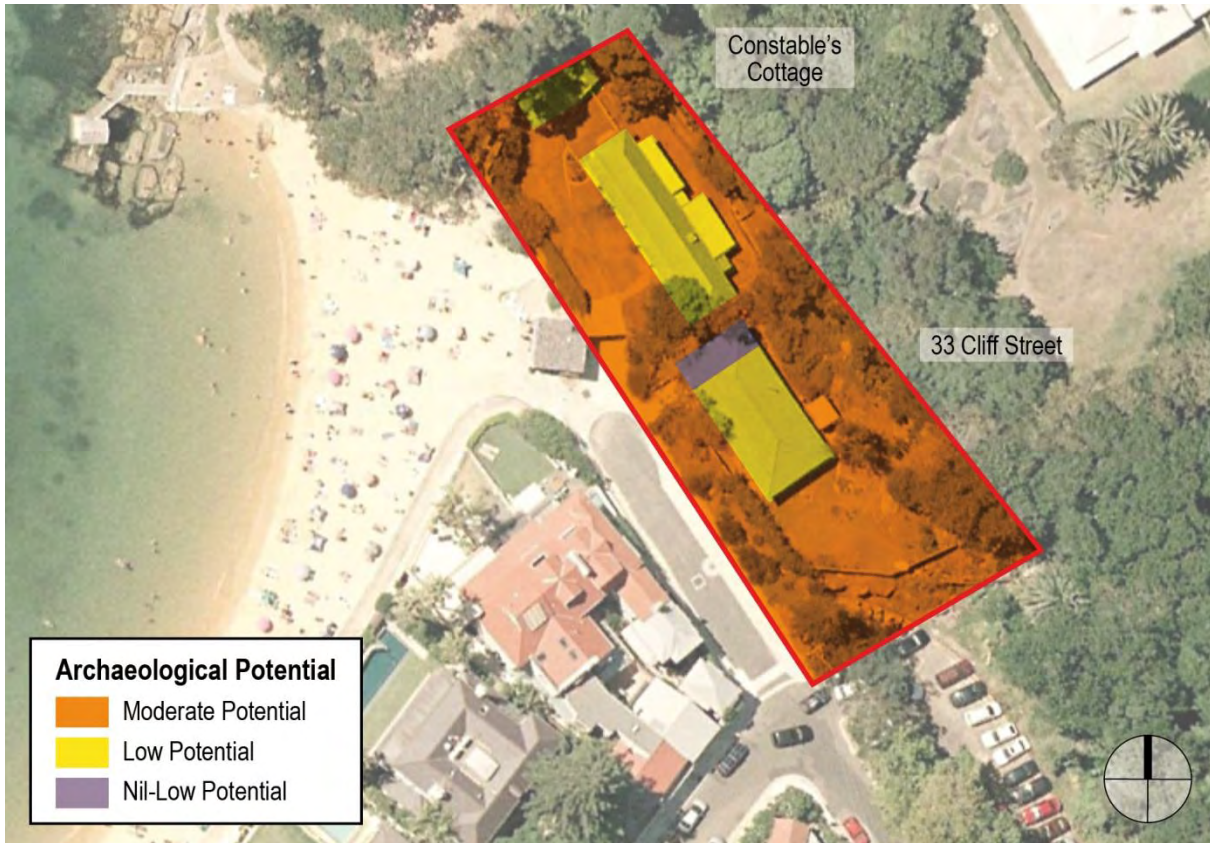 Constable's
Cottage
33 Cliff Street
Archaeological Potential
Moderate Potential
Low Potential
Nil-Low Potential